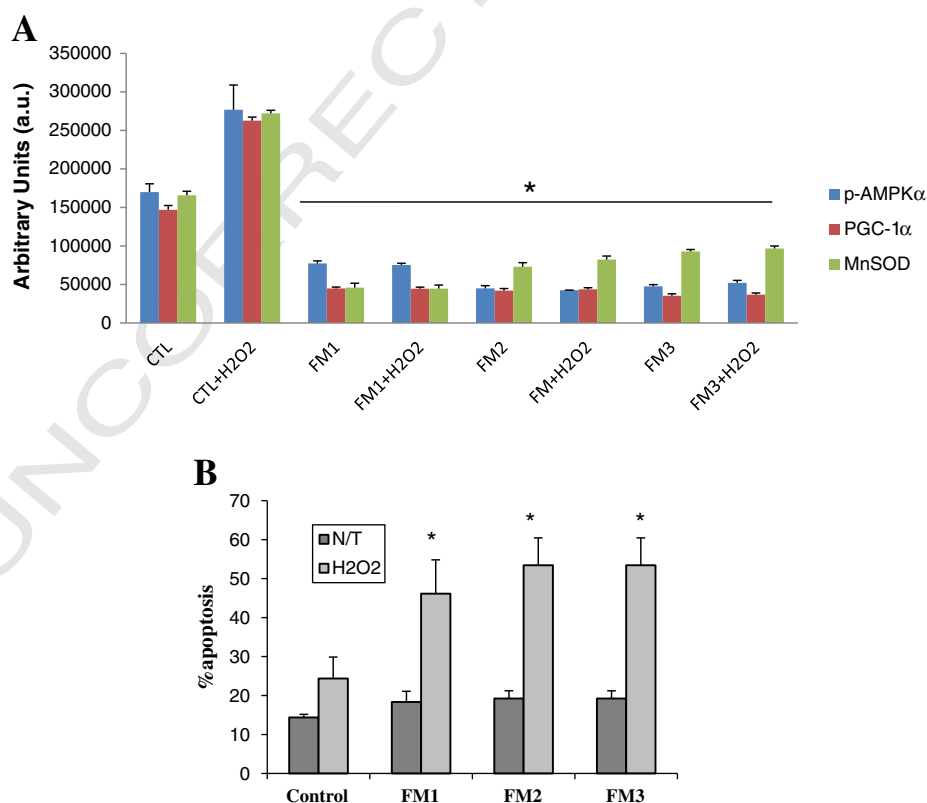 A
350000
300000
250000
200000
150000
100000
50000
0
Arbitrary Units (a.u.)
*
p-AMPKα
PGC-1α
MnSOD
CTL
CTL+H2O2
FM1
FM1+H2O2
FM2
FM+H2O2
FM3
FM3+H2O2
B
70
60
50
40
30
20
10
0
%apoptosis
N/T
H2O2
*
*
*
Control
FM1
FM2
FM3
UNCORREC